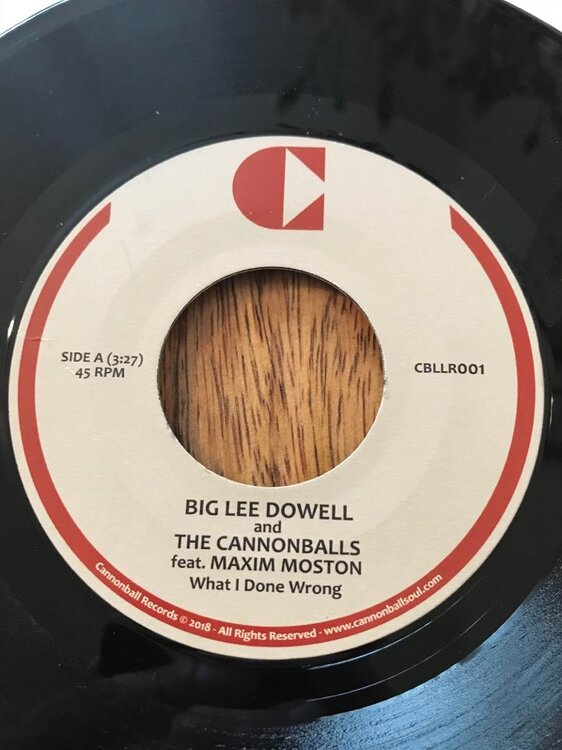 SIDE A (3:27)
45 RPM
CBLLR001
BIG LEE DOWELL
and
THE CANNONBALLS
feat. MAXIM MOSTON
What I Done Wrong
Cannonball Records © 2018 - All Rights Reserved - www.cannonballsoul.com